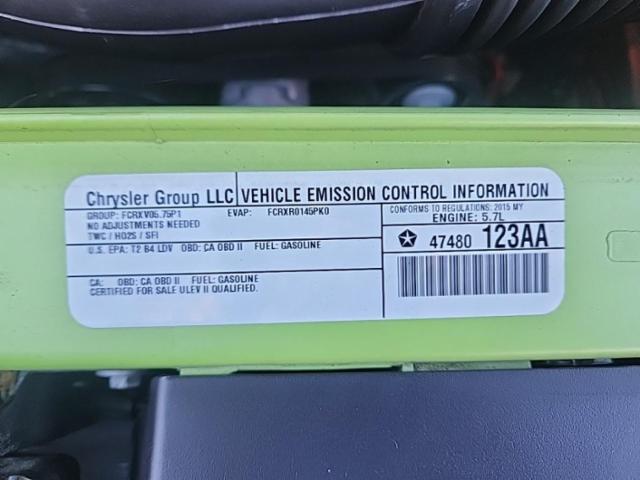 Chrysler Group LLC VEHICLE EMISSION CONTROL INFORMATION
GROUP: FCRXV05.75P1 EVAP: FCRXR0145PK0
NO ADJUSTMENTS NEEDED
TWC / HO2S / SFI
CONFORMS TO REGULATIONS: 2015 MY
ENGINE: 5.7L
U.S. EPA: T2 B4 LDV OBD: CA OBD II FUEL: GASOLINE
47480 123AA
CA: OBD: CA OBD II FUEL: GASOLINE
CERTIFIED FOR SALE ULEV II QUALIFIED.